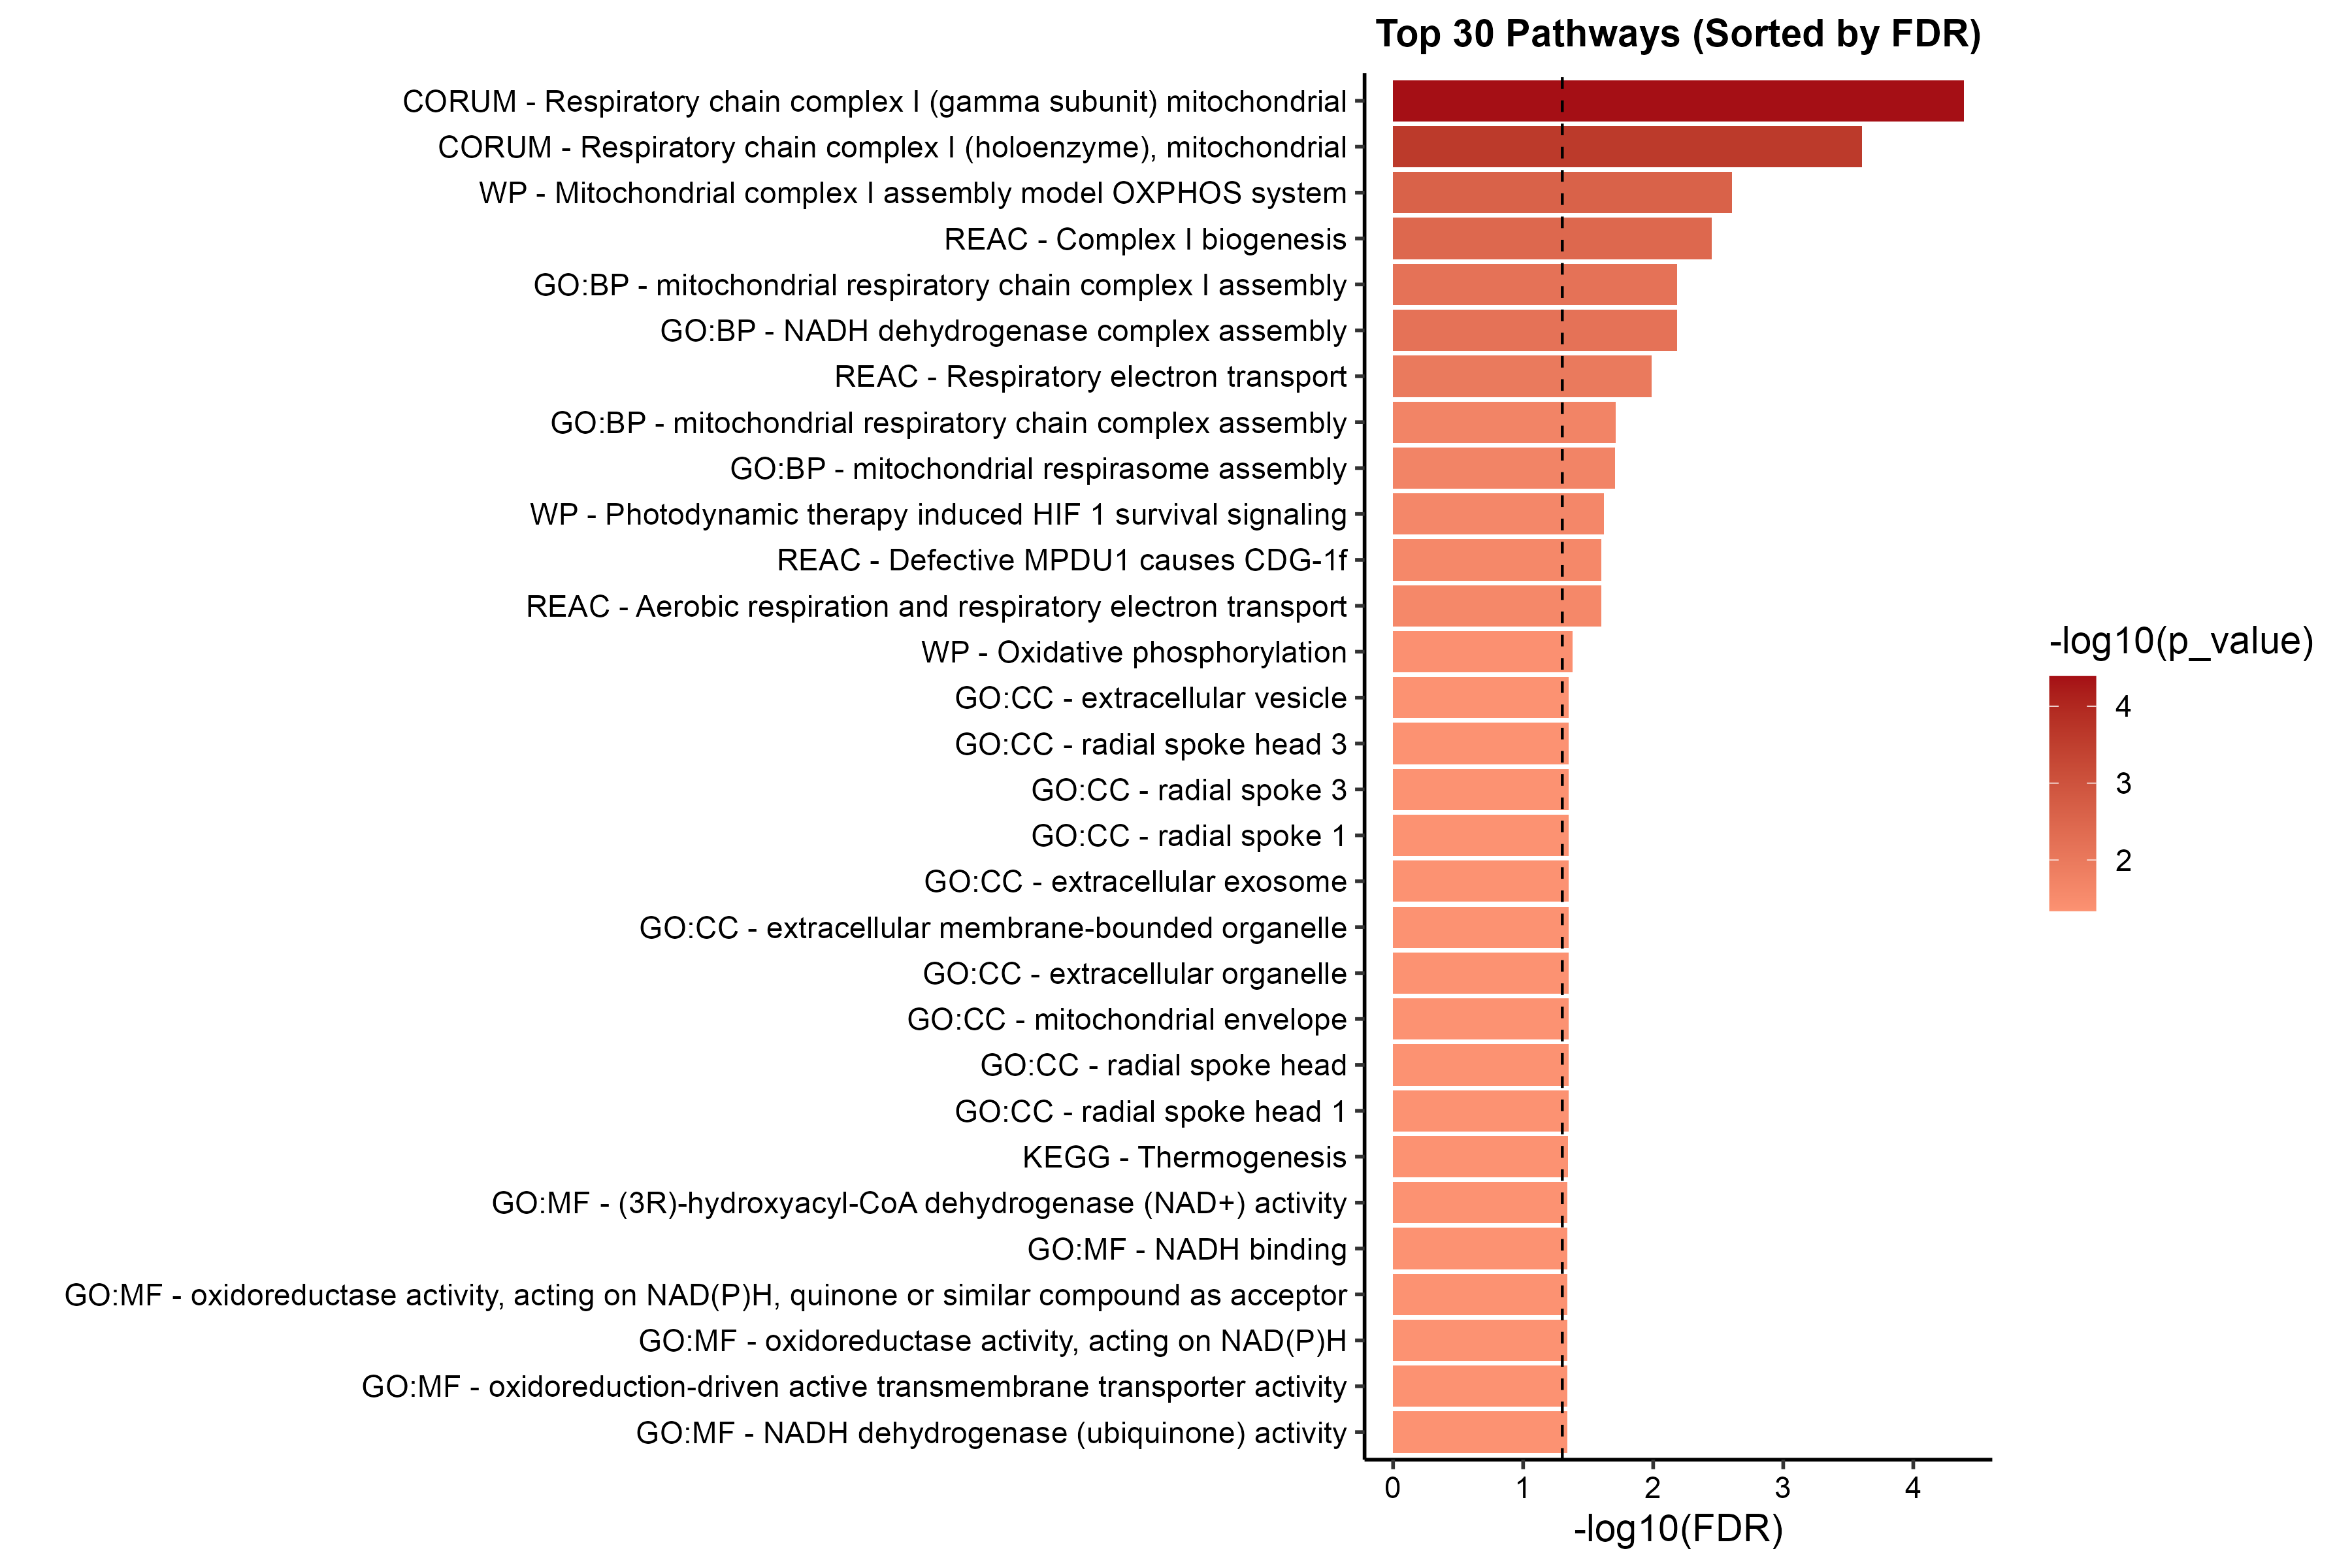 Top 30 Pathways (Sorted by FDR)
CORUM - Respiratory chain complex I (gamma subunit) mitochondrial
CORUM - Respiratory chain complex I (holoenzyme), mitochondrial
WP - Mitochondrial complex I assembly model OXPHOS system
REAC - Complex I biogenesis
GO:BP - mitochondrial respiratory chain complex I assembly
GO:BP - NADH dehydrogenase complex assembly
REAC - Respiratory electron transport
GO:BP - mitochondrial respiratory chain complex assembly
GO:BP - mitochondrial respirasome assembly
WP - Photodynamic therapy induced HIF 1 survival signaling
REAC - Defective MPDU1 causes CDG-1f
REAC - Aerobic respiration and respiratory electron transport
WP - Oxidative phosphorylation
GO:CC - extracellular vesicle
GO:CC - radial spoke head 3
GO:CC - radial spoke 3
GO:CC - radial spoke 1
GO:CC - extracellular exosome
GO:CC - extracellular membrane-bounded organelle
GO:CC - extracellular organelle
GO:CC - mitochondrial envelope
GO:CC - radial spoke head
GO:CC - radial spoke head 1
KEGG - Thermogenesis
GO:MF - (3R)-hydroxyacyl-CoA dehydrogenase (NAD+) activity
GO:MF - NADH binding
GO:MF - oxidoreductase activity, acting on NAD(P)H, quinone or similar compound as acceptor
GO:MF - oxidoreductase activity, acting on NAD(P)H
GO:MF - oxidoreduction-driven active transmembrane transporter activity
GO:MF - NADH dehydrogenase (ubiquinone) activity
0 1 2 3 4
-log10(FDR)
-log10(p_value)
4
3
2